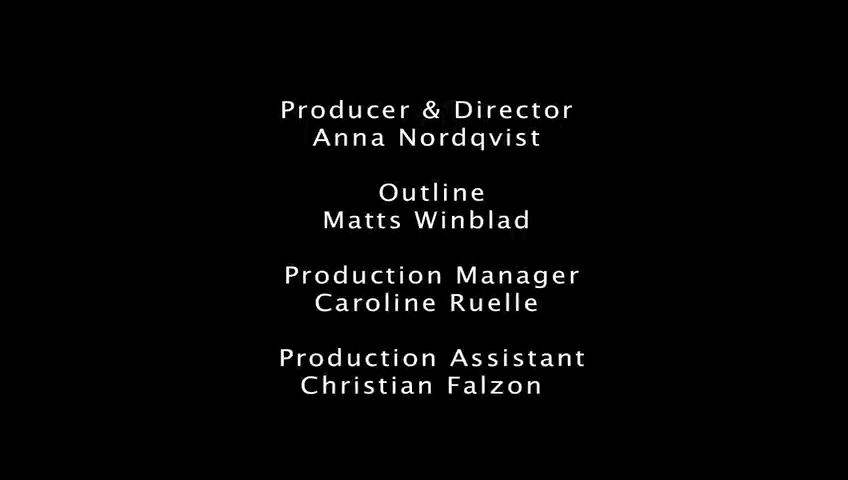 Producer & Director
Anna Nordqvist
Outline
Matts Winblad
Production Manager
Caroline Ruelle
Production Assistant
Christian Falzon